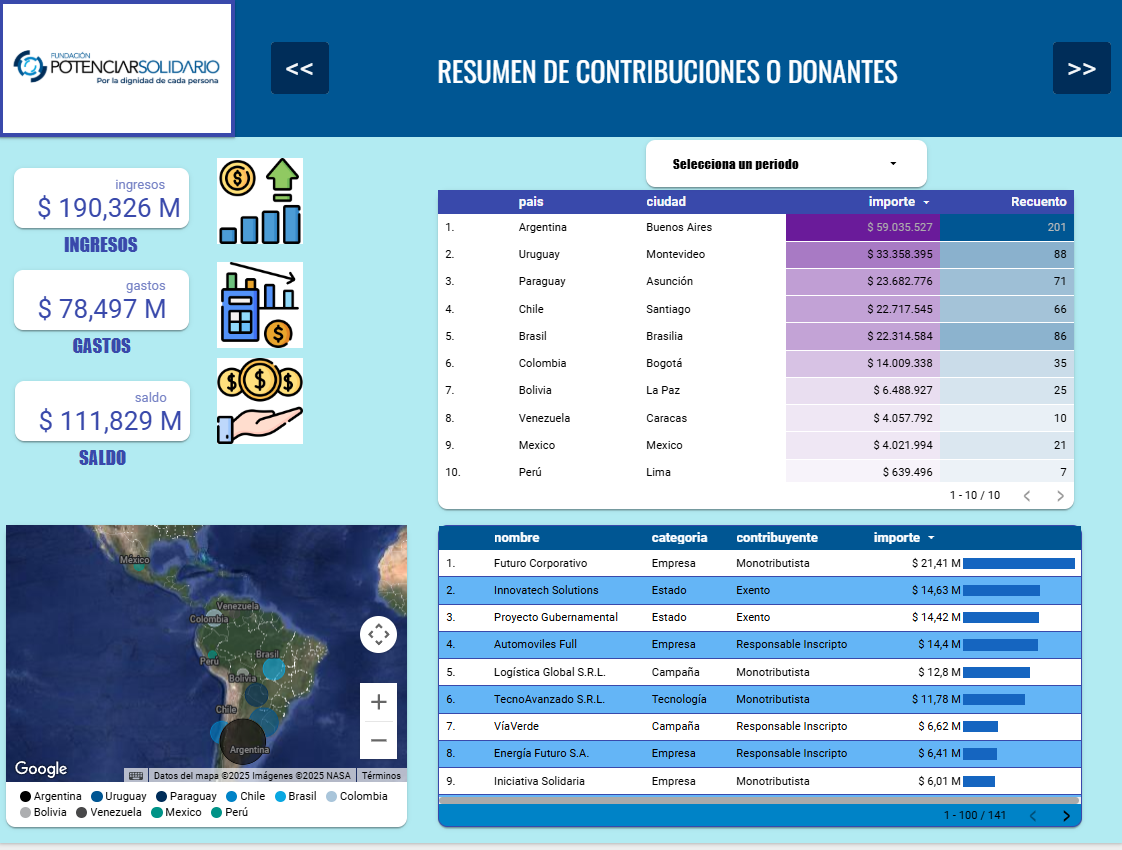 FUNDACIÓN
POTENCIARSOLIDARIO
Por la dignidad de cada persona
<<
RESUMEN DE CONTRIBUCIONES O DONANTES
>>
ingresos
$ 190,326 M
INGRESOS
gastos
$ 78,497 M
GASTOS
saldo
$ 111,829 M
SALDO
Selecciona un periodo
pais ciudad importe Recuento
1. Argentina Buenos Aires $ 59.035.527 201
2. Uruguay Montevideo $ 33.358.395 88
3. Paraguay Asunción $ 23.682.776 71
4. Chile Santiago $ 22.717.545 66
5. Brasil Brasilia $ 22.314.584 86
6. Colombia Bogotá $ 14.009.338 35
7. Bolivia La Paz $ 6.488.927 25
8. Venezuela Caracas $ 4.057.792 10
9. Mexico Mexico $ 4.021.994 21
10. Perú Lima $ 639.496 7
1 - 10 / 10 < >
México
Venezuela
Colombia
Perú
Brasil
Bolivia
Chile
Argentina
+
−
Google
Datos del mapa ©2025 Imágenes ©2025 NASA Términos
Argentina Uruguay Paraguay Chile Brasil Colombia
Bolivia Venezuela Mexico Perú
nombre categoria contribuyente importe
1. Futuro Corporativo Empresa Monotributista $ 21,41 M
2. Innovatech Solutions Estado Exento $ 14,63 M
3. Proyecto Gubernamental Estado Exento $ 14,42 M
4. Automoviles Full Empresa Responsable Inscripto $ 14,4 M
5. Logística Global S.R.L. Campaña Monotributista $ 12,8 M
6. TecnoAvanzado S.R.L. Tecnología Monotributista $ 11,78 M
7. VíaVerde Campaña Responsable Inscripto $ 6,62 M
8. Energía Futuro S.A. Empresa Responsable Inscripto $ 6,41 M
9. Iniciativa Solidaria Empresa Monotributista $ 6,01 M
1 - 100 / 141 < >